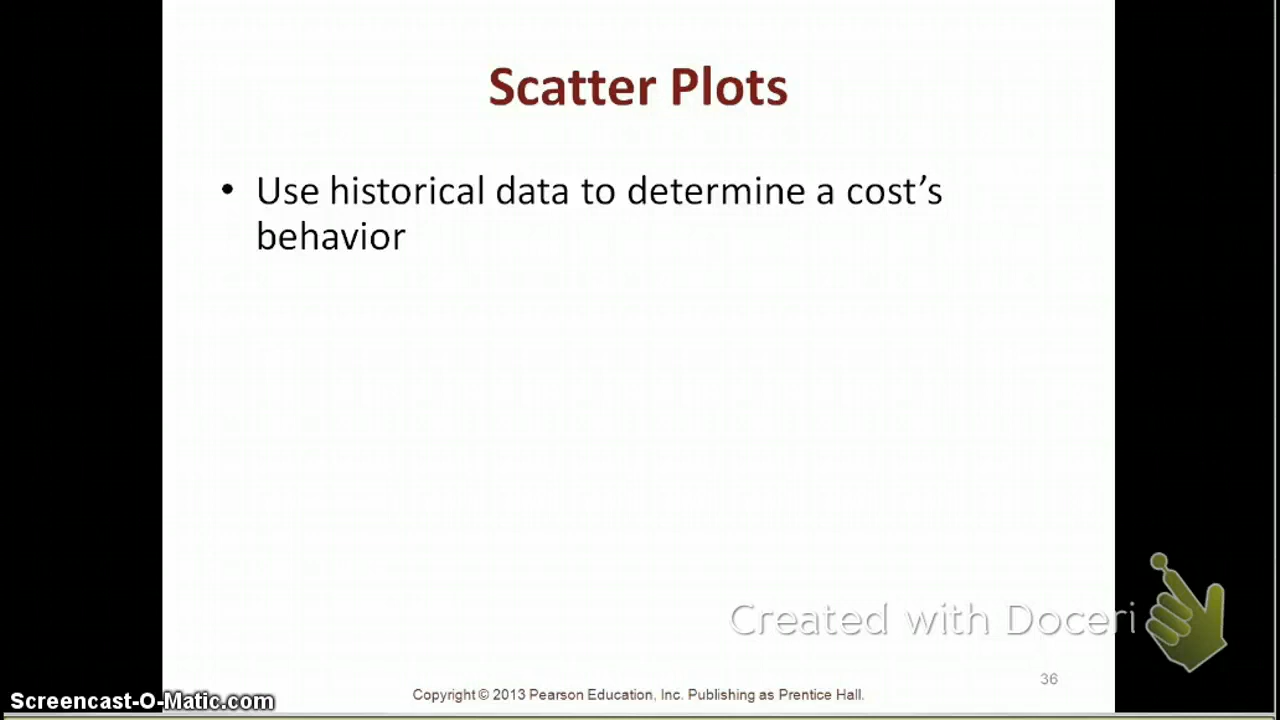 Scatter Plots
• Use historical data to determine a cost’s
behavior
Created with Doceri
36
Copyright © 2013 Pearson Education, Inc. Publishing as Prentice Hall.
Screencast-O-Matic.com